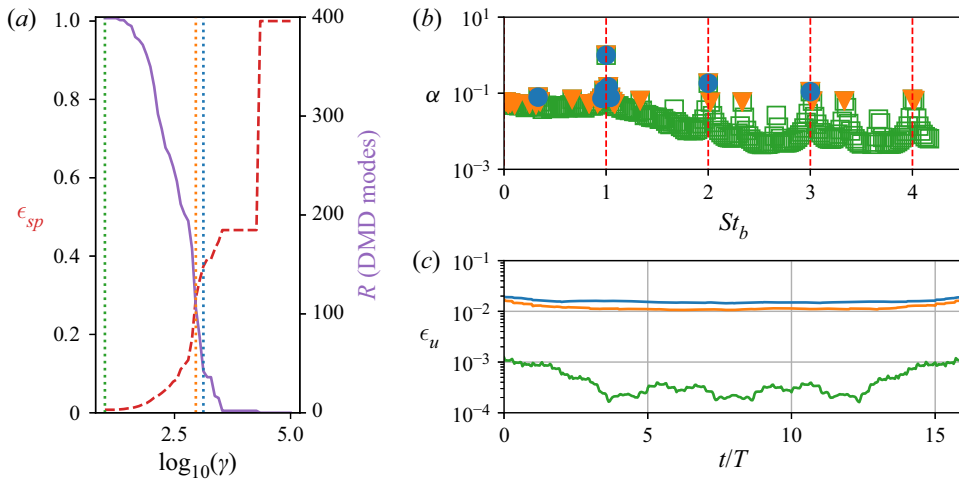 (a)
1.0
0.8
0.6
0.4
0.2
0
ϵsp
400
300
200
100
0
R (DMD modes)
2.5
5.0
log10(γ)
(b)
10^1
10^−1
10^−3
α
0
1
2
3
4
Stb
(c)
10^−1
10^−2
10^−3
10^−4
ϵu
0
5
10
15
t/T